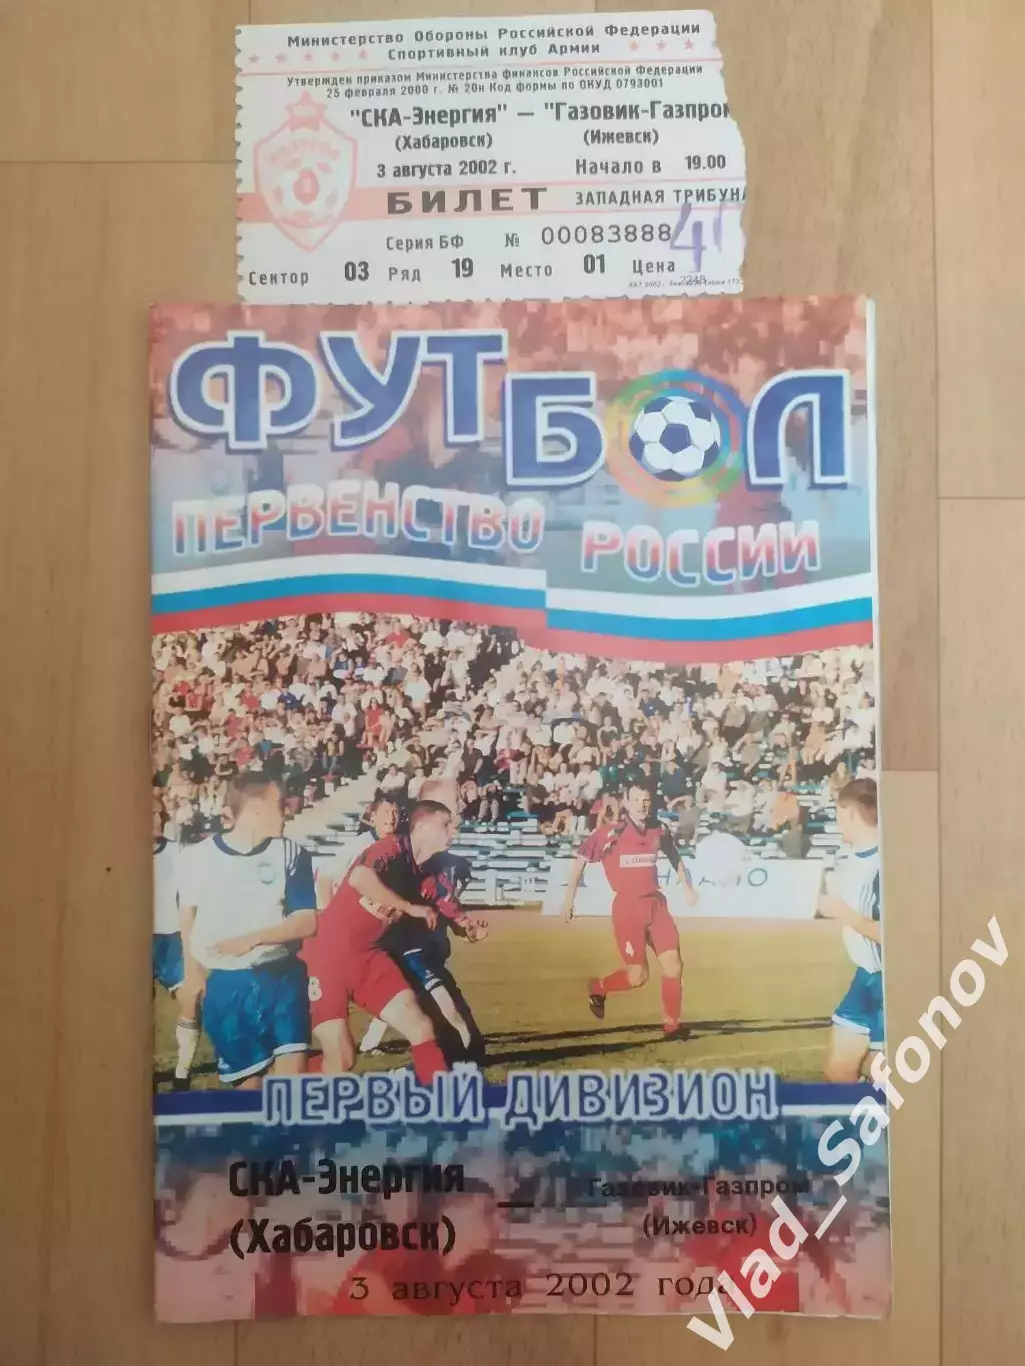 Министерство Обороны Российской Федерации
Спортивный клуб Армии
Утвержден приказом Министерства финансов Российской Федерации
25 февраля 2000 г. № 20н Код формы по ОКУД 0793001
"СКА-Энергия" — "Газовик-Газпром
(Хабаровск) (Ижевск)
3 августа 2002 г. Начало в 19.00
БИЛЕТ ЗАПАДНАЯ ТРИБУНА
Серия БФ № 00083888
Сектор 03 Ряд 19 Место 01 Цена 41
ФУТБОЛ
ПЕРВЕНСТВО РОССИИ
ПЕРВЫЙ ДИВИЗИОН
СКА-Энергия — Газовик-Газпром
(Хабаровск) (Ижевск)
3 августа 2002 года
Vlad_Safonov